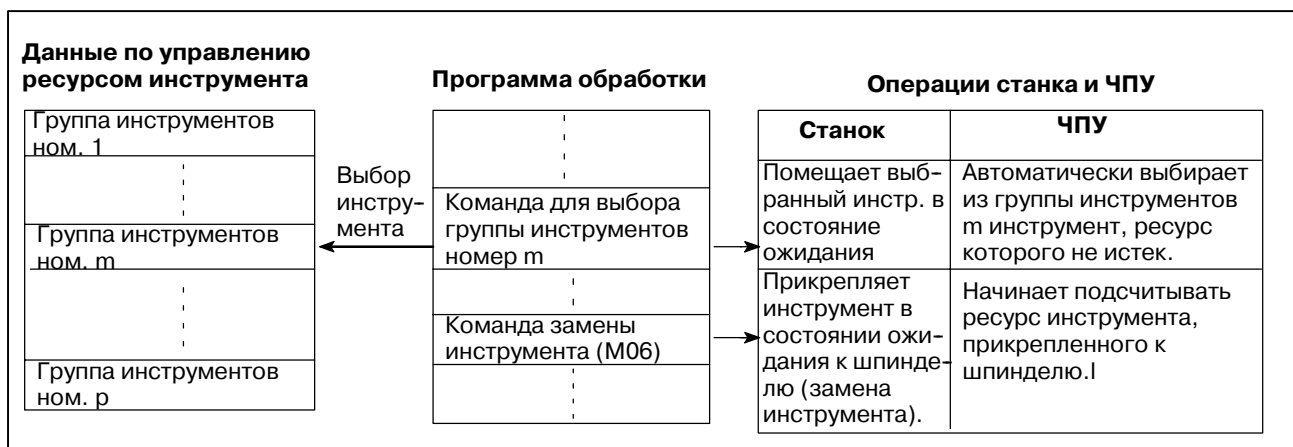 Данные по управлению
ресурсом инструмента
Группа инструментов
ном. 1
Группа инструментов
ном. m
Группа инструментов
ном. p
Выбор
инстру-
мента
Программа обработки
Команда для выбора
группы инструментов
номер m
Команда замены
инструмента (M06)
Операции станка и ЧПУ
Станок
ЧПУ
Помещает выб-
ранный инстр. в
состояние
ожидания
Автоматически выбирает
из группы инструментов
m инструмент, ресурс
которого не истек.
Прикрепляет
инструмент в
состоянии ожи-
дания к шпинде-
лю (замена
инструмента).
Начинает подсчитывать
ресурс инструмента,
прикрепленного к
шпинделю.l